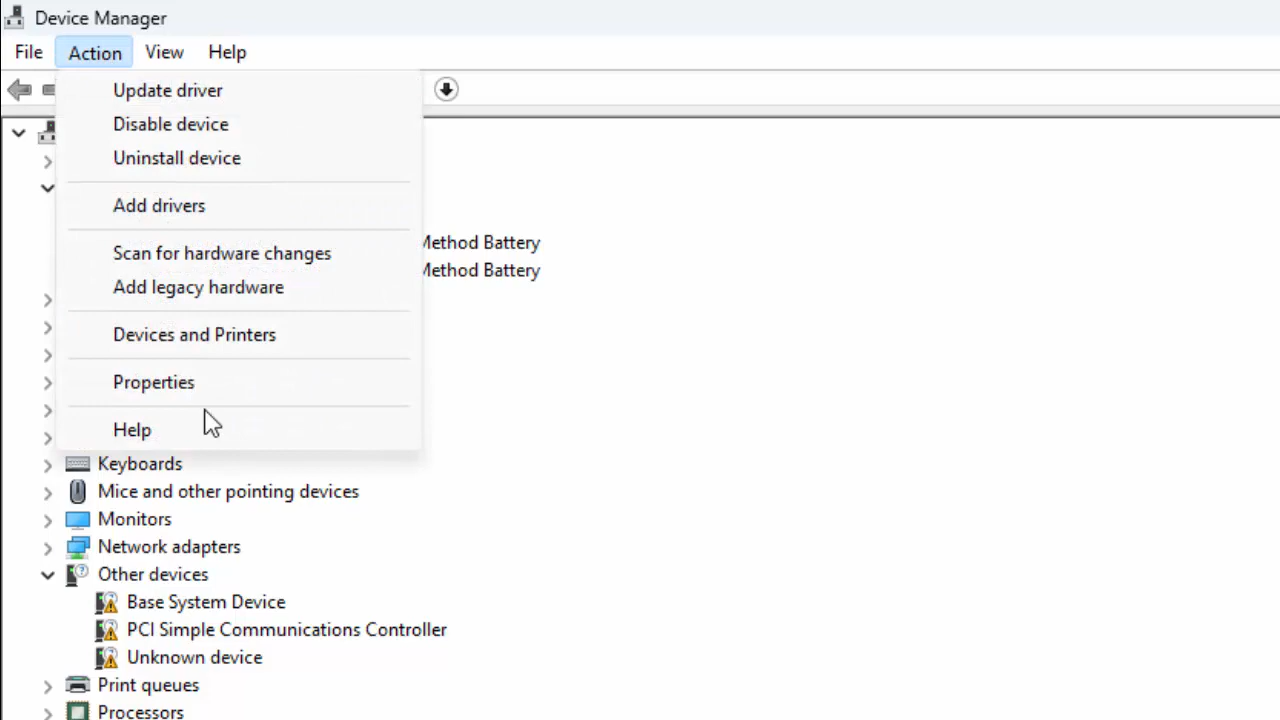 Device Manager
File Action View Help
Update driver
Disable device
Uninstall device
Add drivers
Method Battery
Scan for hardware changes
Method Battery
Add legacy hardware
Devices and Printers
Properties
Help
Keyboards
Mice and other pointing devices
Monitors
Network adapters
Other devices
Base System Device
PCI Simple Communications Controller
Unknown device
Print queues
Processors